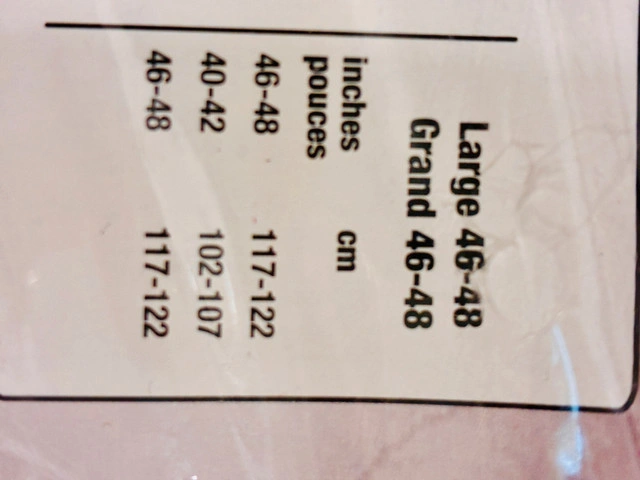 Large 46-48
Grand 46-48
inches cm
pouces
46-48 117-122
40-42 102-107
46-48 117-122